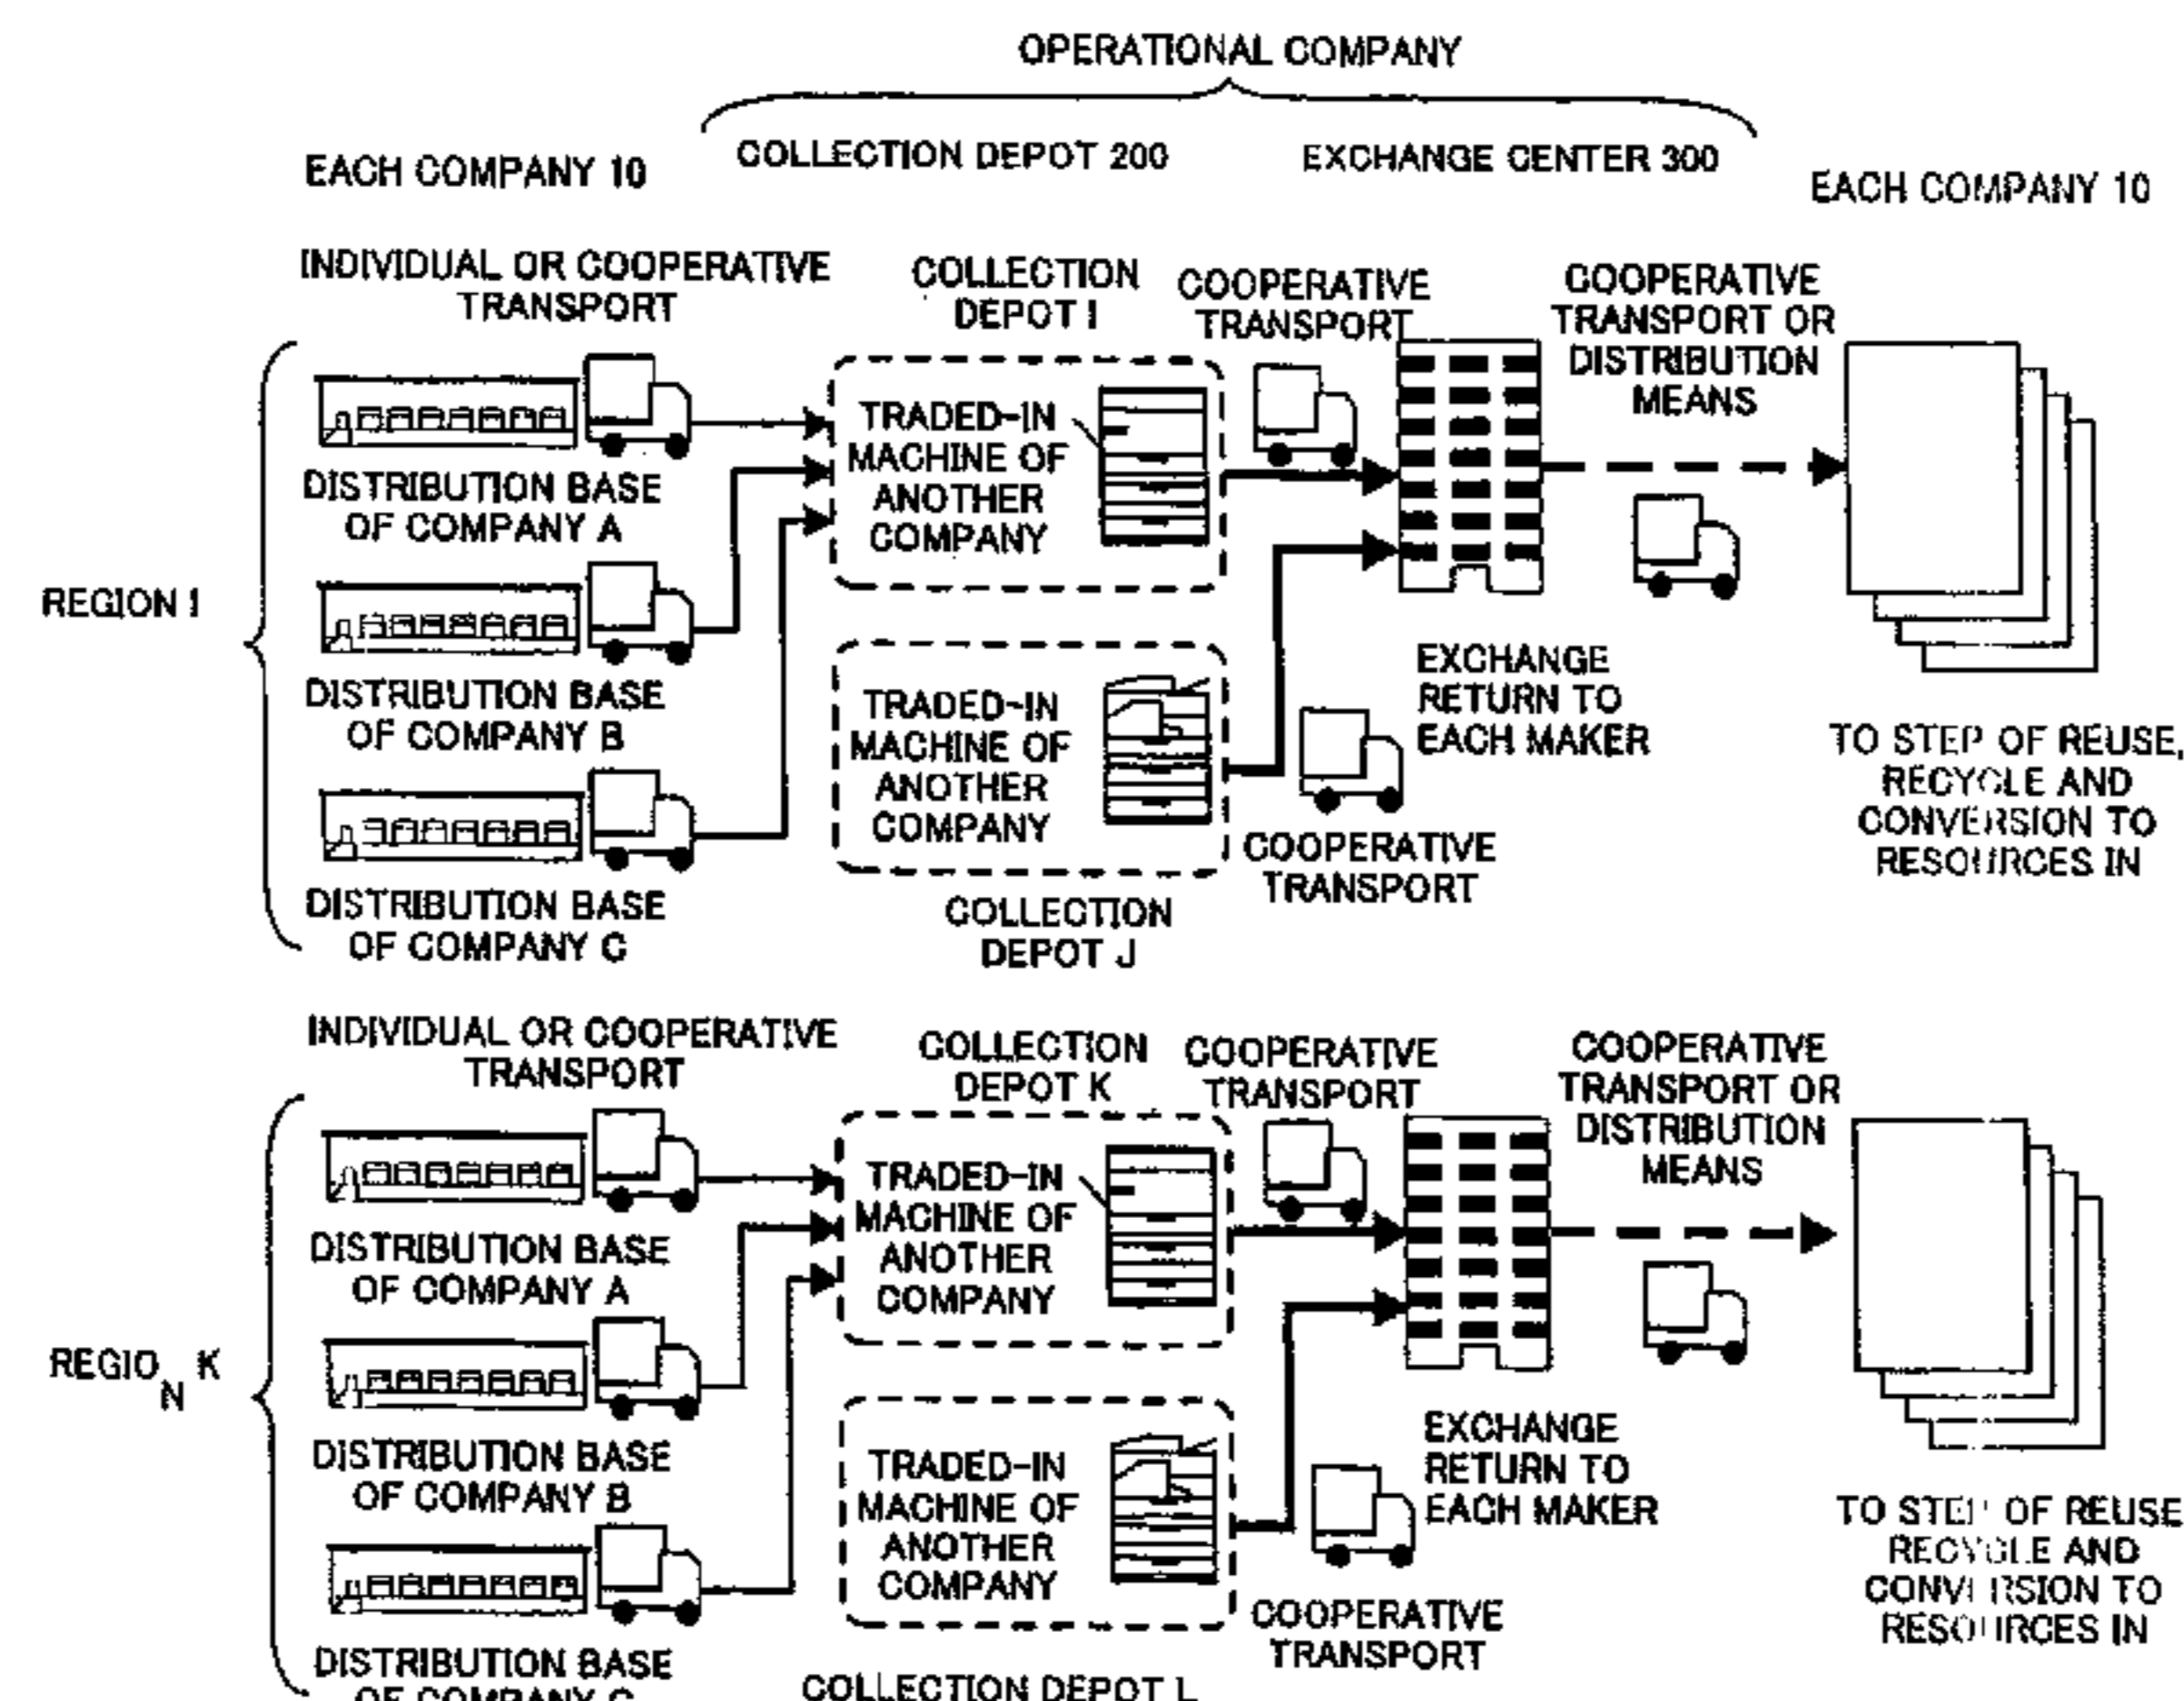 OPERATIONAL COMPANY
EACH COMPANY 10
COLLECTION DEPOT 200
EXCHANGE CENTER 300
EACH COMPANY 10
INDIVIDUAL OR COOPERATIVE
TRANSPORT
COLLECTION
DEPOT I
COOPERATIVE
TRANSPORT
COOPERATIVE
TRANSPORT OR
DISTRIBUTION
MEANS
REGION I
DISTRIBUTION BASE
OF COMPANY A
DISTRIBUTION BASE
OF COMPANY B
DISTRIBUTION BASE
OF COMPANY C
TRADED-IN
MACHINE OF
ANOTHER
COMPANY
TRADED-IN
MACHINE OF
ANOTHER
COMPANY
COLLECTION
DEPOT J
EXCHANGE
RETURN TO
EACH MAKER
COOPERATIVE
TRANSPORT
TO STEP OF REUSE,
RECYCLE AND
CONVERSION TO
RESOURCES IN
INDIVIDUAL OR COOPERATIVE
TRANSPORT
COLLECTION
DEPOT K
COOPERATIVE
TRANSPORT
COOPERATIVE
TRANSPORT OR
DISTRIBUTION
MEANS
REGIO K
N
DISTRIBUTION BASE
OF COMPANY A
DISTRIBUTION BASE
OF COMPANY B
DISTRIBUTION BASE
OF COMPANY C
TRADED-IN
MACHINE OF
ANOTHER
COMPANY
TRADED-IN
MACHINE OF
ANOTHER
COMPANY
COLLECTION DEPOT L
EXCHANGE
RETURN TO
EACH MAKER
COOPERATIVE
TRANSPORT
TO STEP OF REUSE
RECYCLE AND
CONVERSION TO
RESOURCES IN